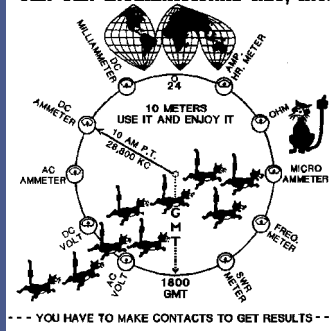 DC
MILLIAMMETER
AMP.
HR. METER
24
DC
AMMETER
10 METERS
USE IT AND ENJOY IT
OHM
10 AM P.T.
28,800 KC
AC
AMMETER
MICRO
AMMETER
G
M
T
DC
VOLT
FREQ.
METER
AC
VOLT
1800
GMT
SWR
METER
- - - YOU HAVE TO MAKE CONTACTS TO GET RESULTS - -